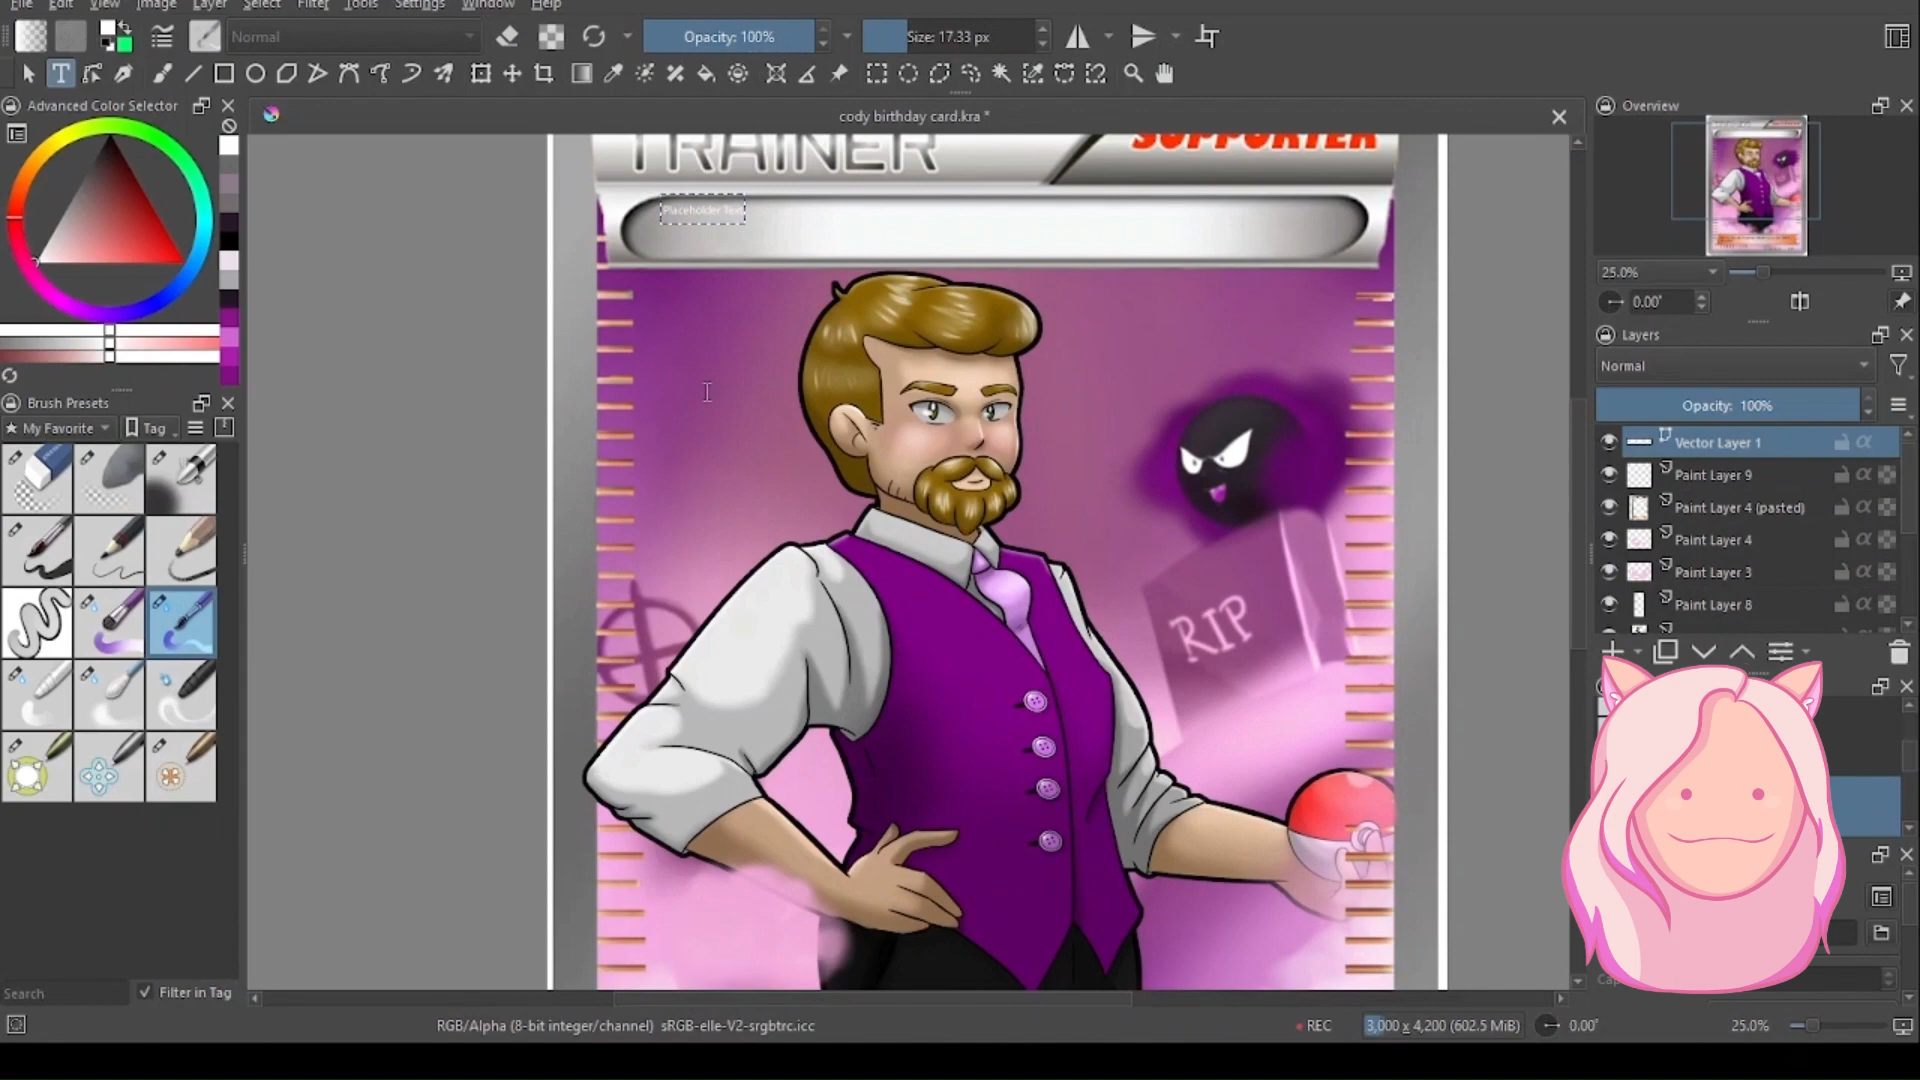 File Edit View Image Layer Select Filter Tools Settings Window Help
Normal
Opacity: 100%
Size: 17.33 px
Advanced Color Selector
cody birthday card.kra *
Overview
TRAINER
SUPPORTER
Placeholder Text
25.0%
0.00°
Layers
Normal
Opacity: 100%
Brush Presets
My Favorite
Tag
Vector Layer 1
Paint Layer 9
Paint Layer 4 (pasted)
Paint Layer 4
Paint Layer 3
Paint Layer 8
RIP
Search
Filter in Tag
RGB/Alpha (8-bit integer/channel) sRGB-elle-V2-srgbtrc.icc
REC
3,000 x 4,200 (602.5 MiB)
0.00°
25.0%